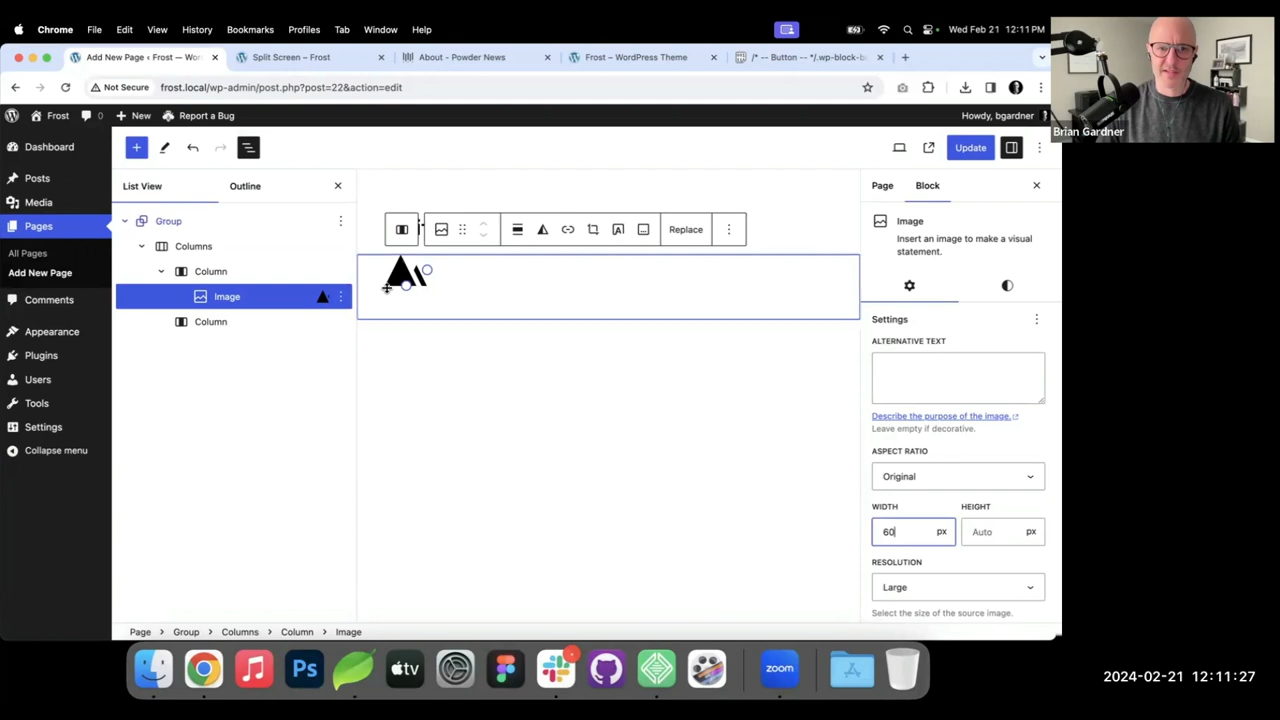 Chrome File Edit View History Bookmarks Profiles Tab Window Help
Wed Feb 21 12:11 PM
Add New Page ‹ Frost — Wor
Split Screen – Frost
About - Powder News
Frost – WordPress Theme
/* -- Button -- */.wp-block-b
Not Secure
frost.local/wp-admin/post.php?post=22&action=edit
Frost
0
New
Report a Bug
Howdy, bgardner
Brian Gardner
Dashboard
Posts
Media
Pages
All Pages
Add New Page
Comments
Appearance
Plugins
Users
Tools
Settings
Collapse menu
Update
List View
Outline
Group
Columns
Column
Image
Column
Replace
Page
Block
Image
Insert an image to make a visual
statement.
Settings
ALTERNATIVE TEXT
Describe the purpose of the image.
Leave empty if decorative.
ASPECT RATIO
Original
WIDTH
HEIGHT
60 px
Auto px
RESOLUTION
Large
Select the size of the source image.
Page > Group > Columns > Column > Image
Ps
tv
zoom
2024-02-21 12:11:27